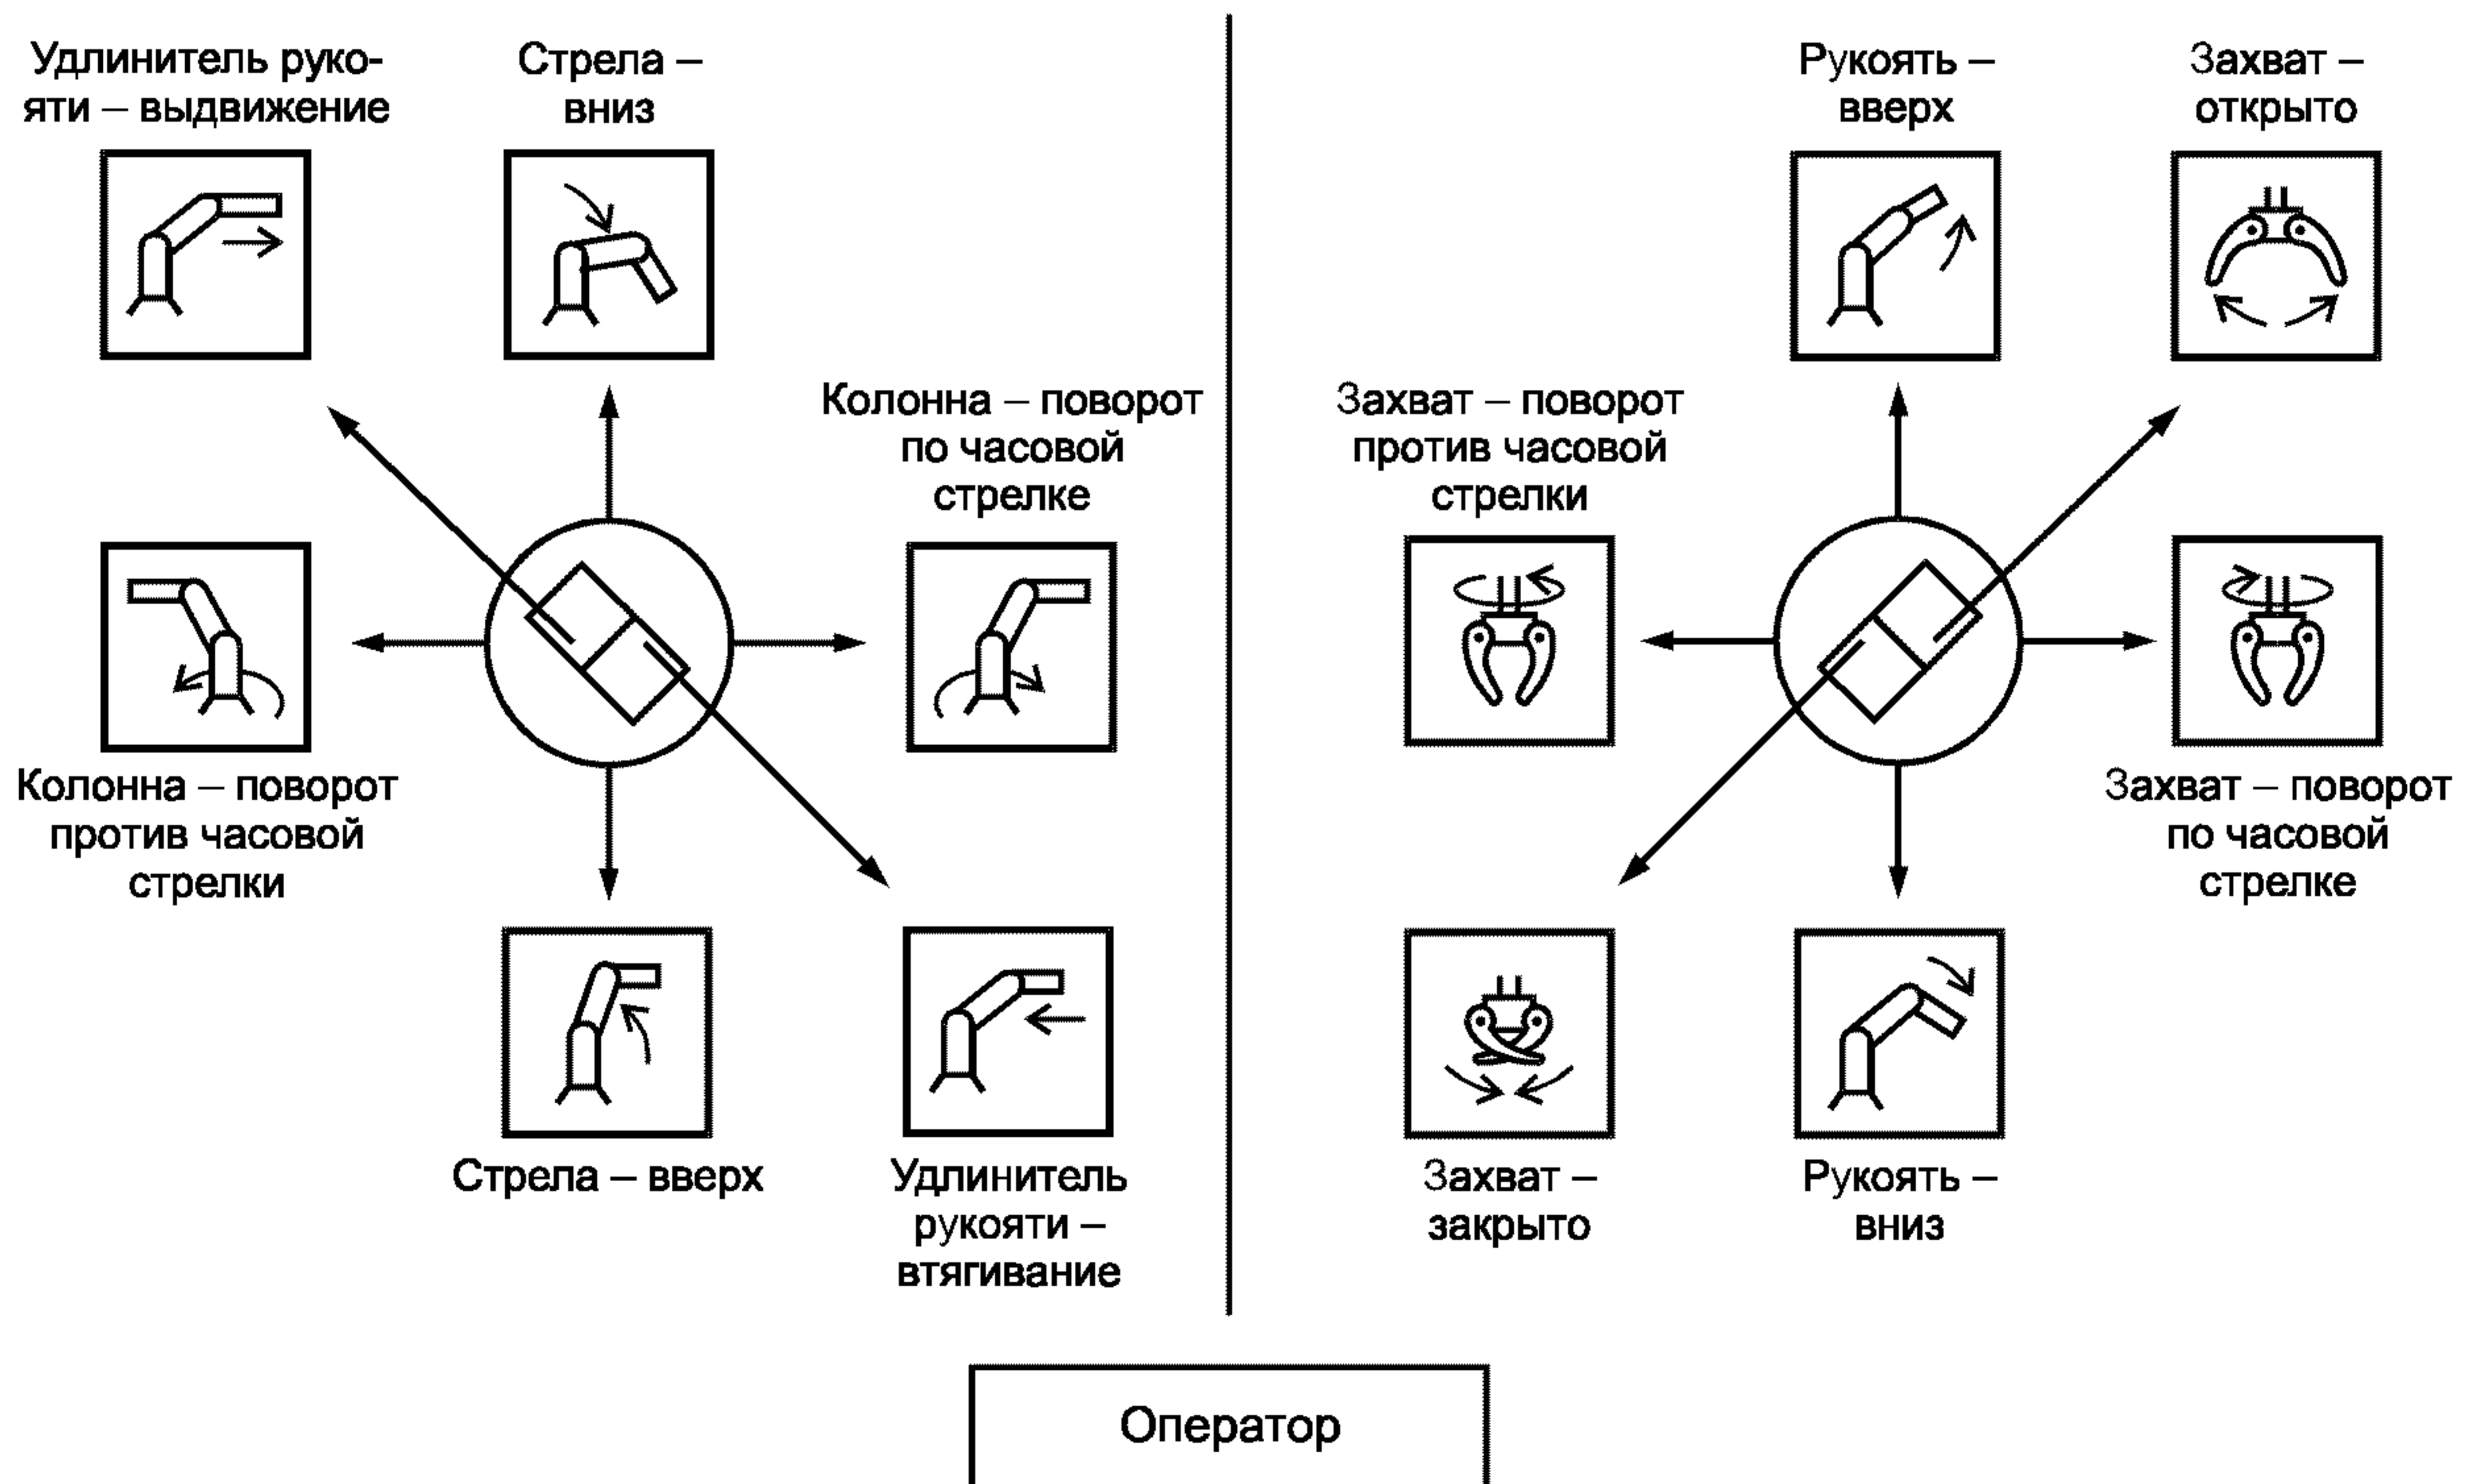 Удлинитель руко-
яти – выдвижение
Стрела –
вниз
Колонна – поворот
по часовой
стрелке
Колонна – поворот
против часовой
стрелки
Стрела – вверх
Удлинитель
рукояти –
втягивание
Рукоять –
вверх
Захват –
открыто
Захват – поворот
против часовой
стрелки
Захват – поворот
по часовой
стрелке
Захват –
закрыто
Рукоять –
вниз
Оператор